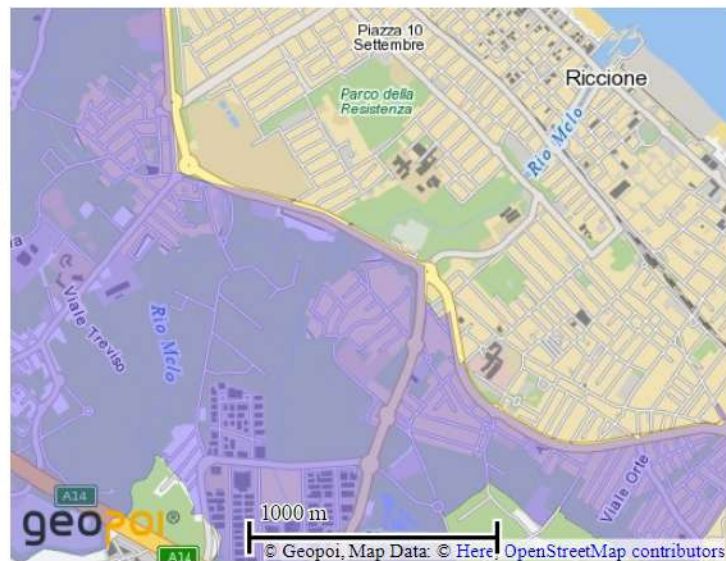 Piazza 10
Settembre
Riccione
Parco della
Resistenza
Rio Melo
Viale Treviso
Rio Melo
Viale Orte
A14
geopoi®
1000 m
A14
© Geopoi, Map Data: © Here, OpenStreetMap contributors